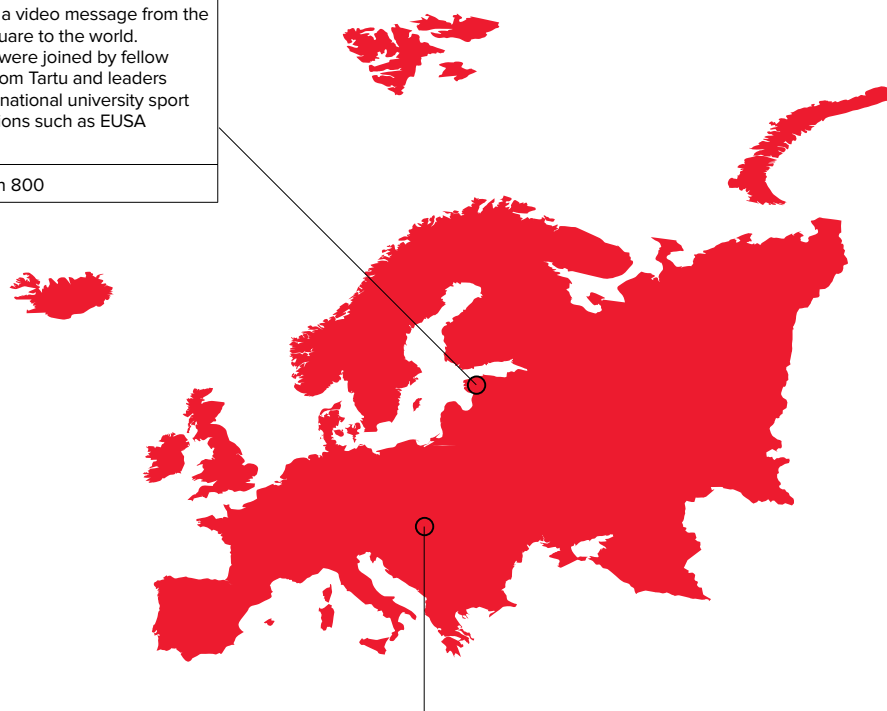 a video message from the
uare to the world.
were joined by fellow
om Tartu and leaders
national university sport
ions such as EUSA
800